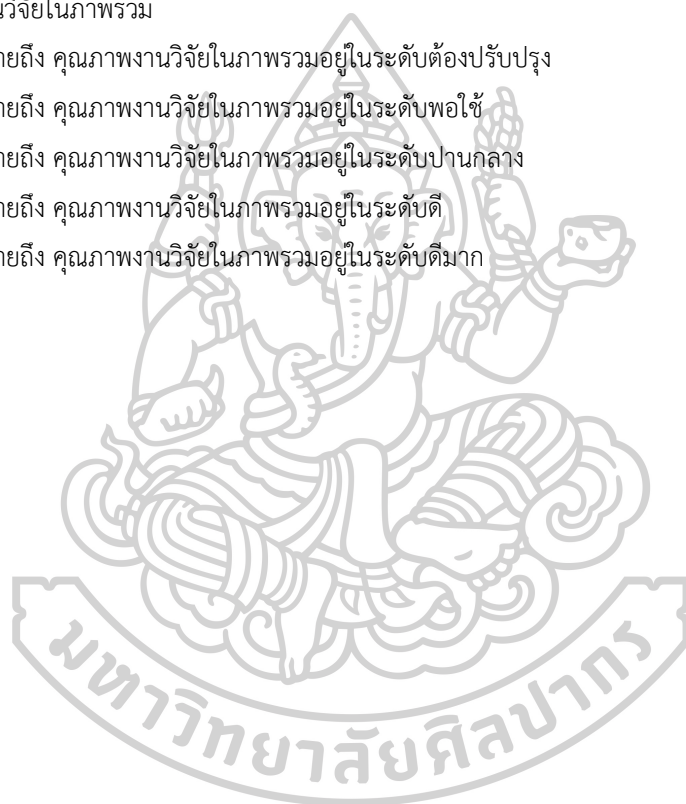 นวิจัยในภาพรวม
ายถึง คุณภาพงานวิจัยในภาพรวมอยู่ในระดับต้องปรับปรุง
ายถึง คุณภาพงานวิจัยในภาพรวมอยู่ในระดับพอใช้
ายถึง คุณภาพงานวิจัยในภาพรวมอยู่ในระดับปานกลาง
ายถึง คุณภาพงานวิจัยในภาพรวมอยู่ในระดับดี
ายถึง คุณภาพงานวิจัยในภาพรวมอยู่ในระดับดีมาก
มหาวิทยาลัยศิลปากร